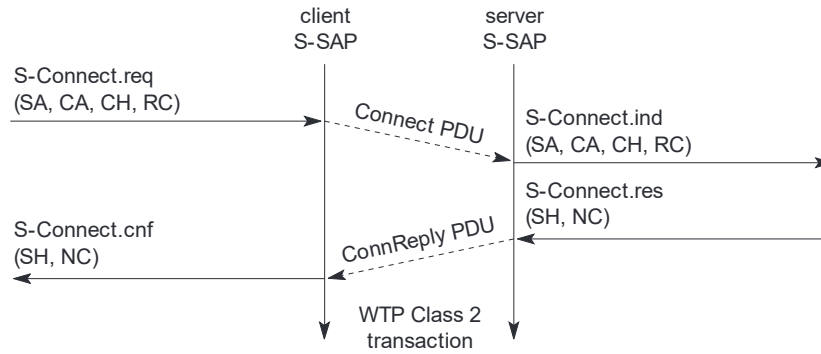 client
S-SAP
server
S-SAP
S-Connect.req
(SA, CA, CH, RC)
Connect PDU
S-Connect.ind
(SA, CA, CH, RC)
S-Connect.res
(SH, NC)
S-Connect.cnf
(SH, NC)
ConnReply PDU
WTP Class 2
transaction